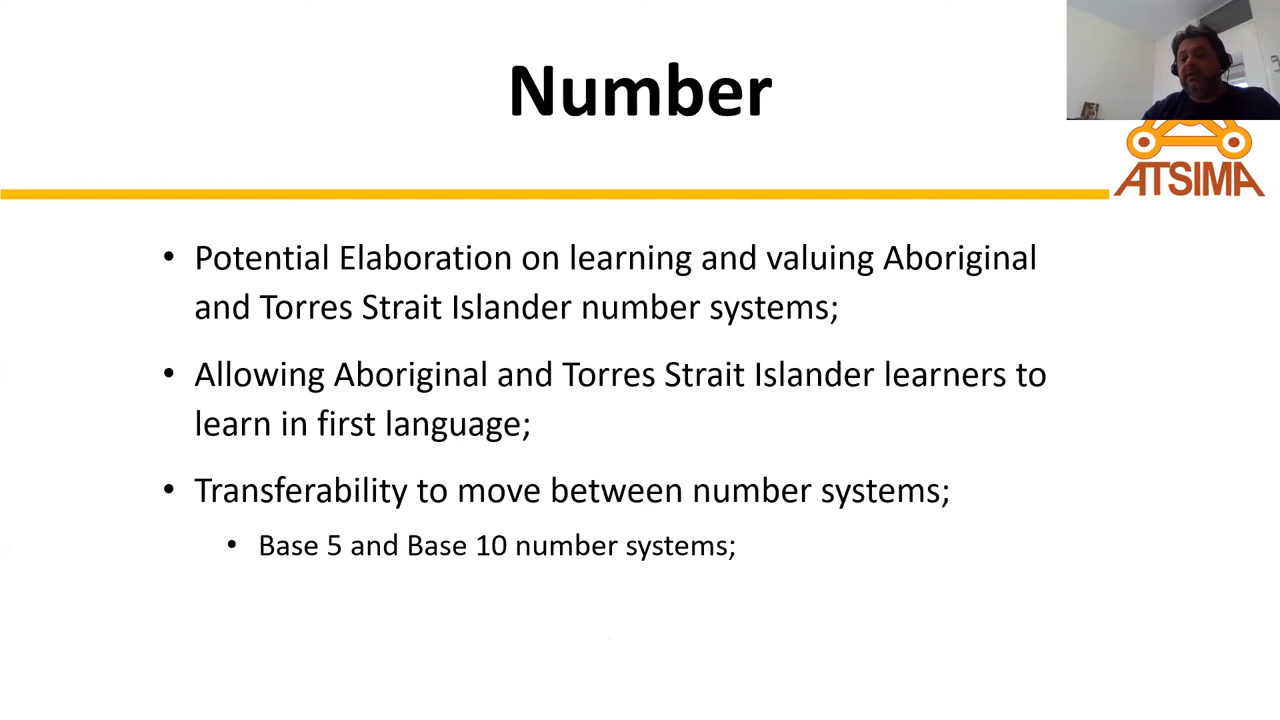 Number
ATSIMA
• Potential Elaboration on learning and valuing Aboriginal
and Torres Strait Islander number systems;
• Allowing Aboriginal and Torres Strait Islander learners to
learn in first language;
• Transferability to move between number systems;
• Base 5 and Base 10 number systems;